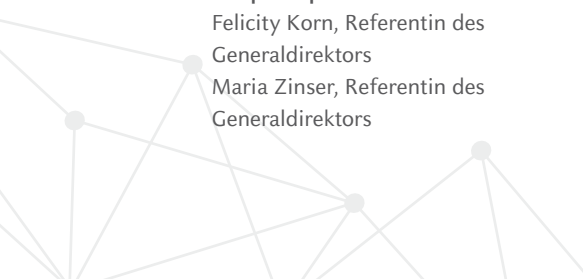 Felicity Korn, Referentin des
Generaldirektors
Maria Zinser, Referentin des
Generaldirektors